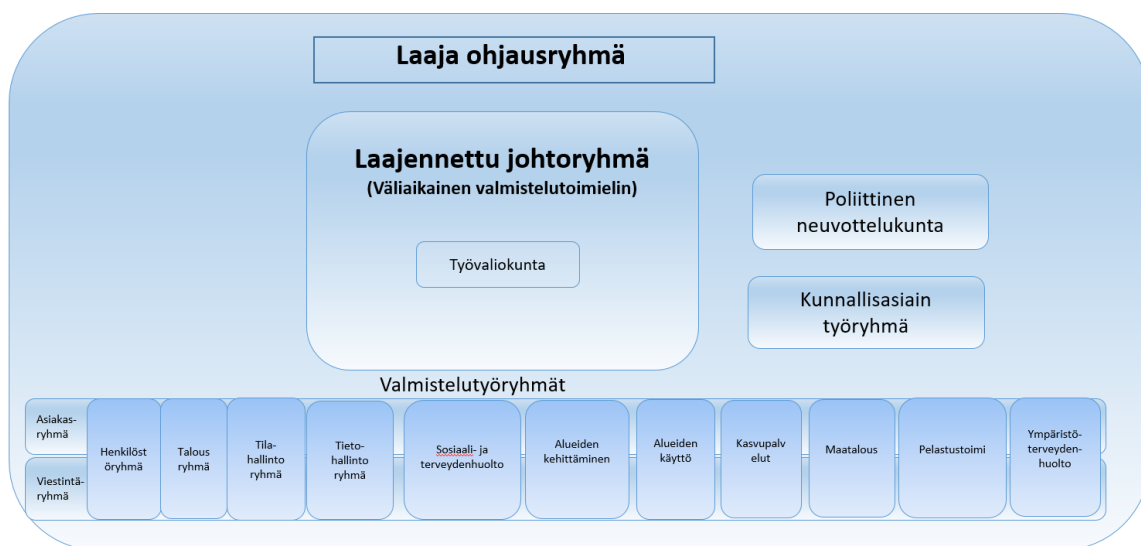 Laaja ohjausryhmä
Laajennettu johtoryhmä
(Väliaikainen valmistelutoimielin)
Työvaliokunta
Poliittinen
neuvottelukunta
Kunnallisasiain
työryhmä
Valmistelutyöryhmät
Asiakas-
ryhmä
Viestintä-
ryhmä
Henkilöst
öryhmä
Talous
ryhmä
Tila-
hallinto
ryhmä
Tieto-
hallinto
ryhmä
Sosiaali- ja
terveydenhuolto
Alueiden
kehittäminen
Alueiden
käyttö
Kasvupalv
elut
Maatalous
Pelastustoimi
Ympäristö-
terveyden-
huolto